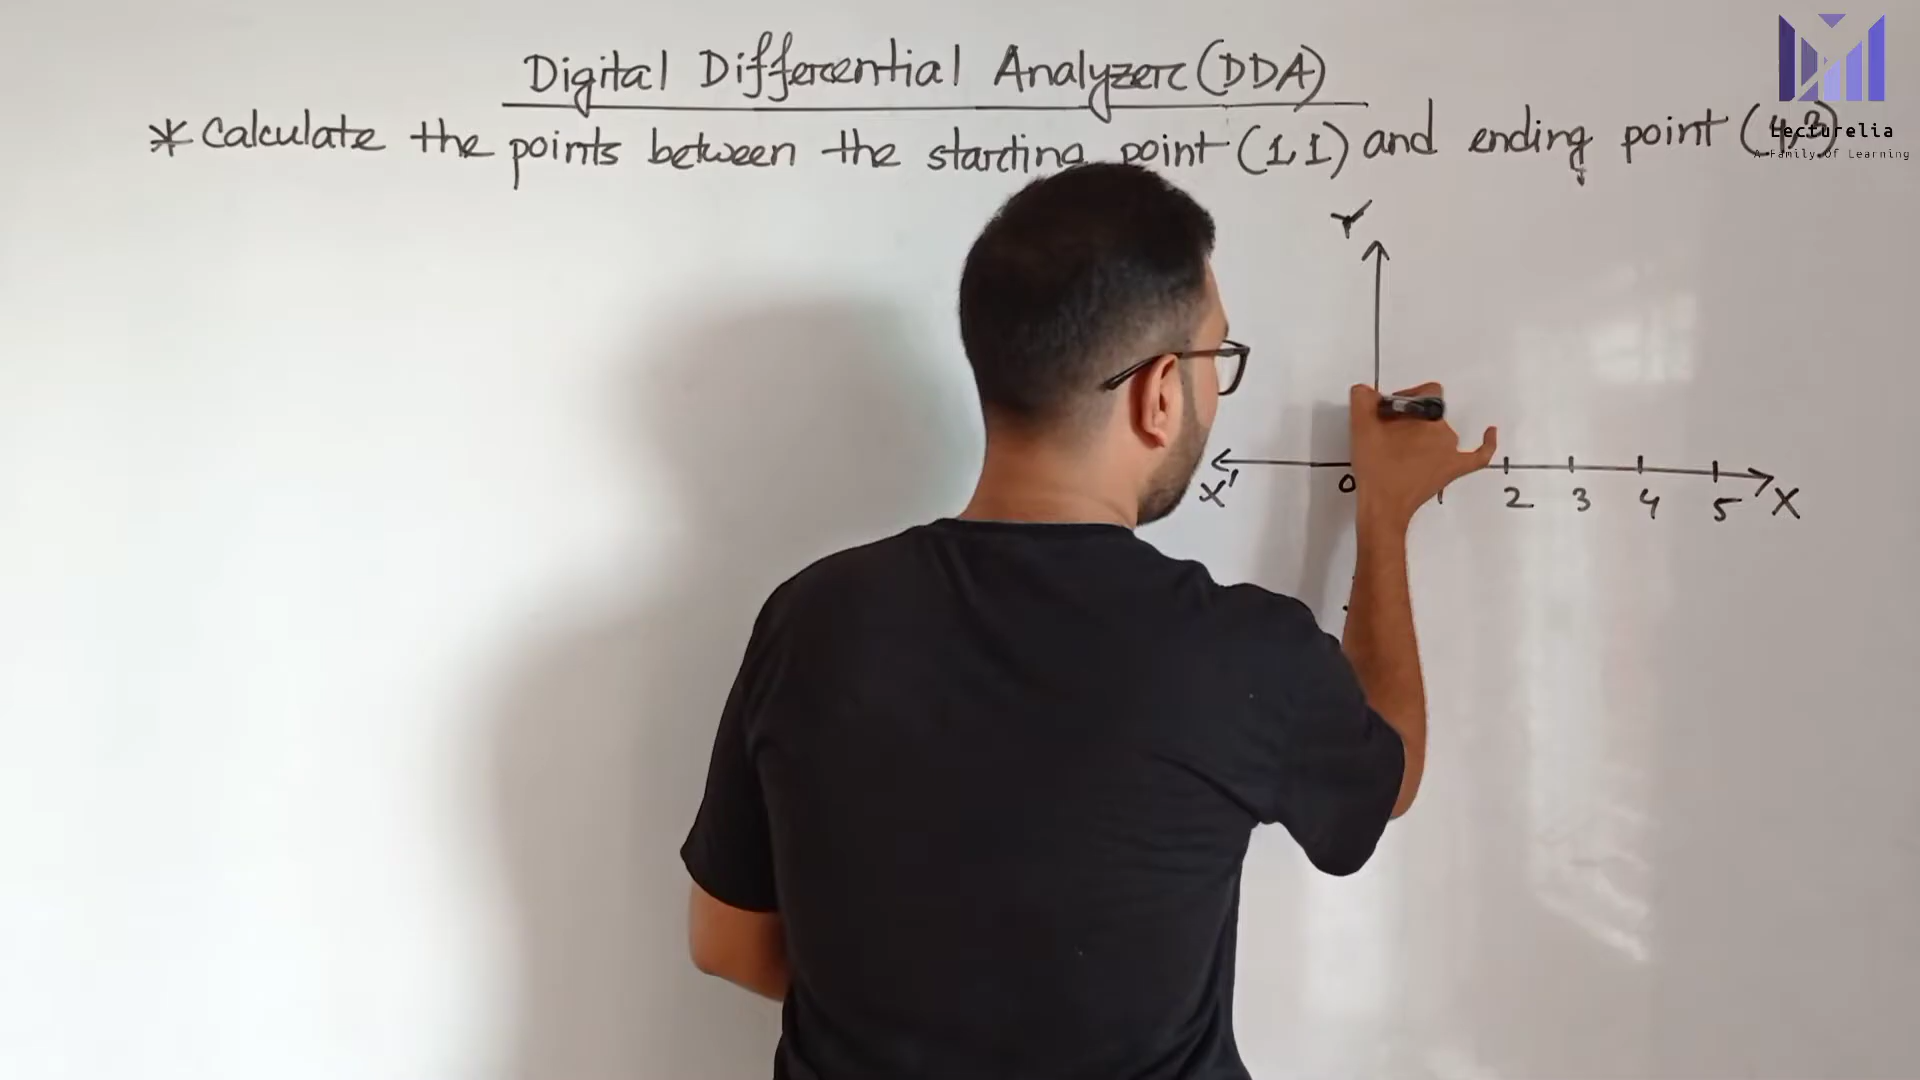 Digital Differential Analyzer (DDA)
* Calculate the points between the starting point (1,1) and ending point (4,3)
Lecturelia
A Family Of Learning
Y
X' 0 1 2 3 4 5 X